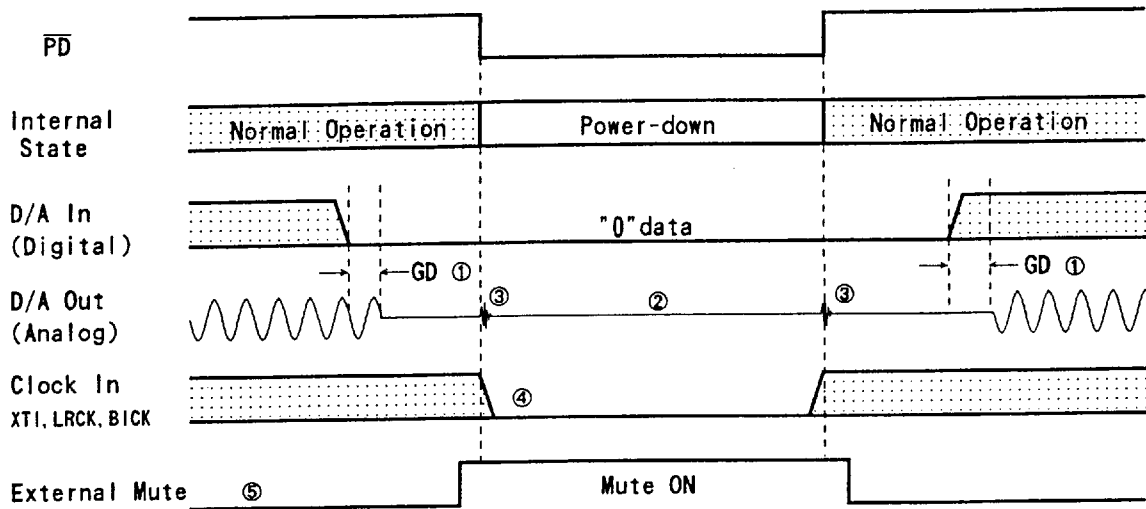 PD
Internal State
Normal Operation Power-down Normal Operation
D/A In (Digital)
"0" data
GD ① GD ①
D/A Out (Analog)
③ ② ③
Clock In
XTI, LRCK, BICK
④
External Mute ⑤ Mute ON